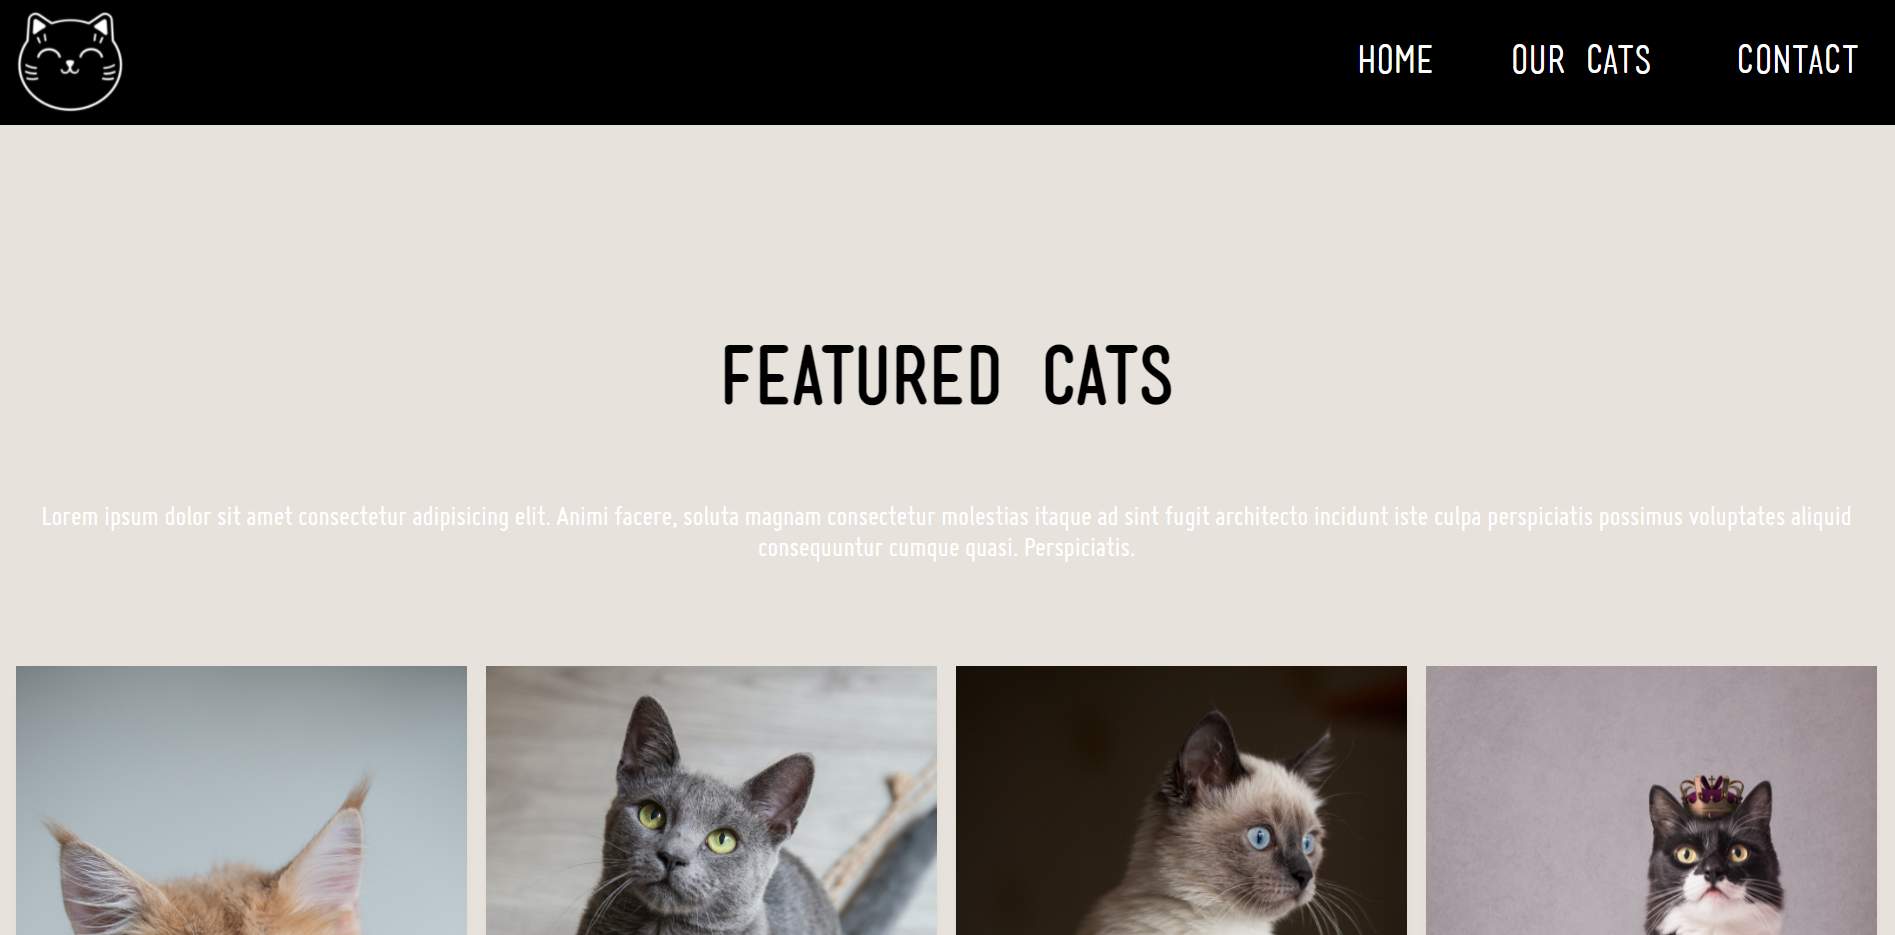 HOME OUR CATS CONTACT
FEATURED CATS
Lorem ipsum dolor sit amet consectetur adipisicing elit. Animi facere, soluta magnam consectetur molestias itaque ad sint fugit architecto incidunt iste culpa perspiciatis possimus voluptates aliquid
consequuntur cumque quasi. Perspiciatis.